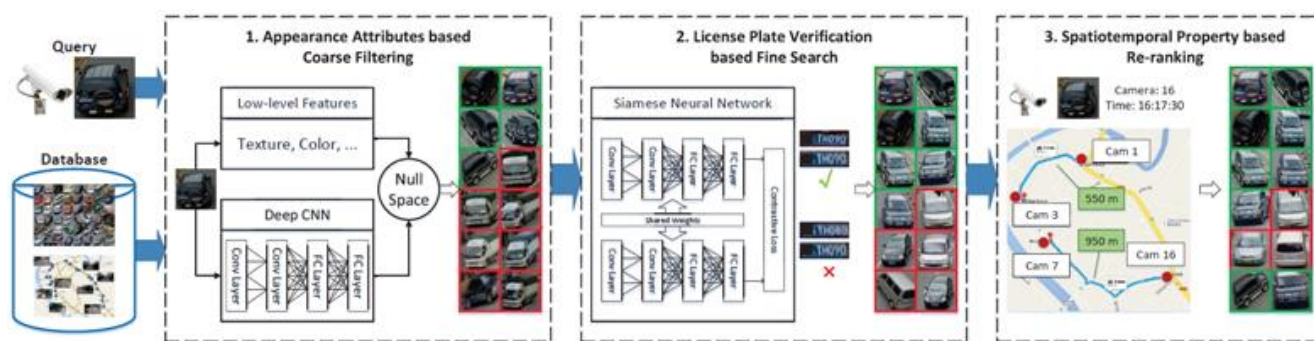 Query
Database
1. Appearance Attributes based
Coarse Filtering
Low-level Features
Texture, Color, ...
Deep CNN
Conv Layer
Conv Layer
FC Layer
FC Layer
Null
Space
2. License Plate Verification
based Fine Search
Siamese Neural Network
Conv Layer
Conv Layer
FC Layer
FC Layer
Shared Weights
Conv Layer
Conv Layer
FC Layer
FC Layer
Contrastive Loss
3. Spatiotemporal Property based
Re-ranking
Camera: 16
Time: 16:17:30
Cam 1
550 m
Cam 3
950 m
Cam 7
Cam 16